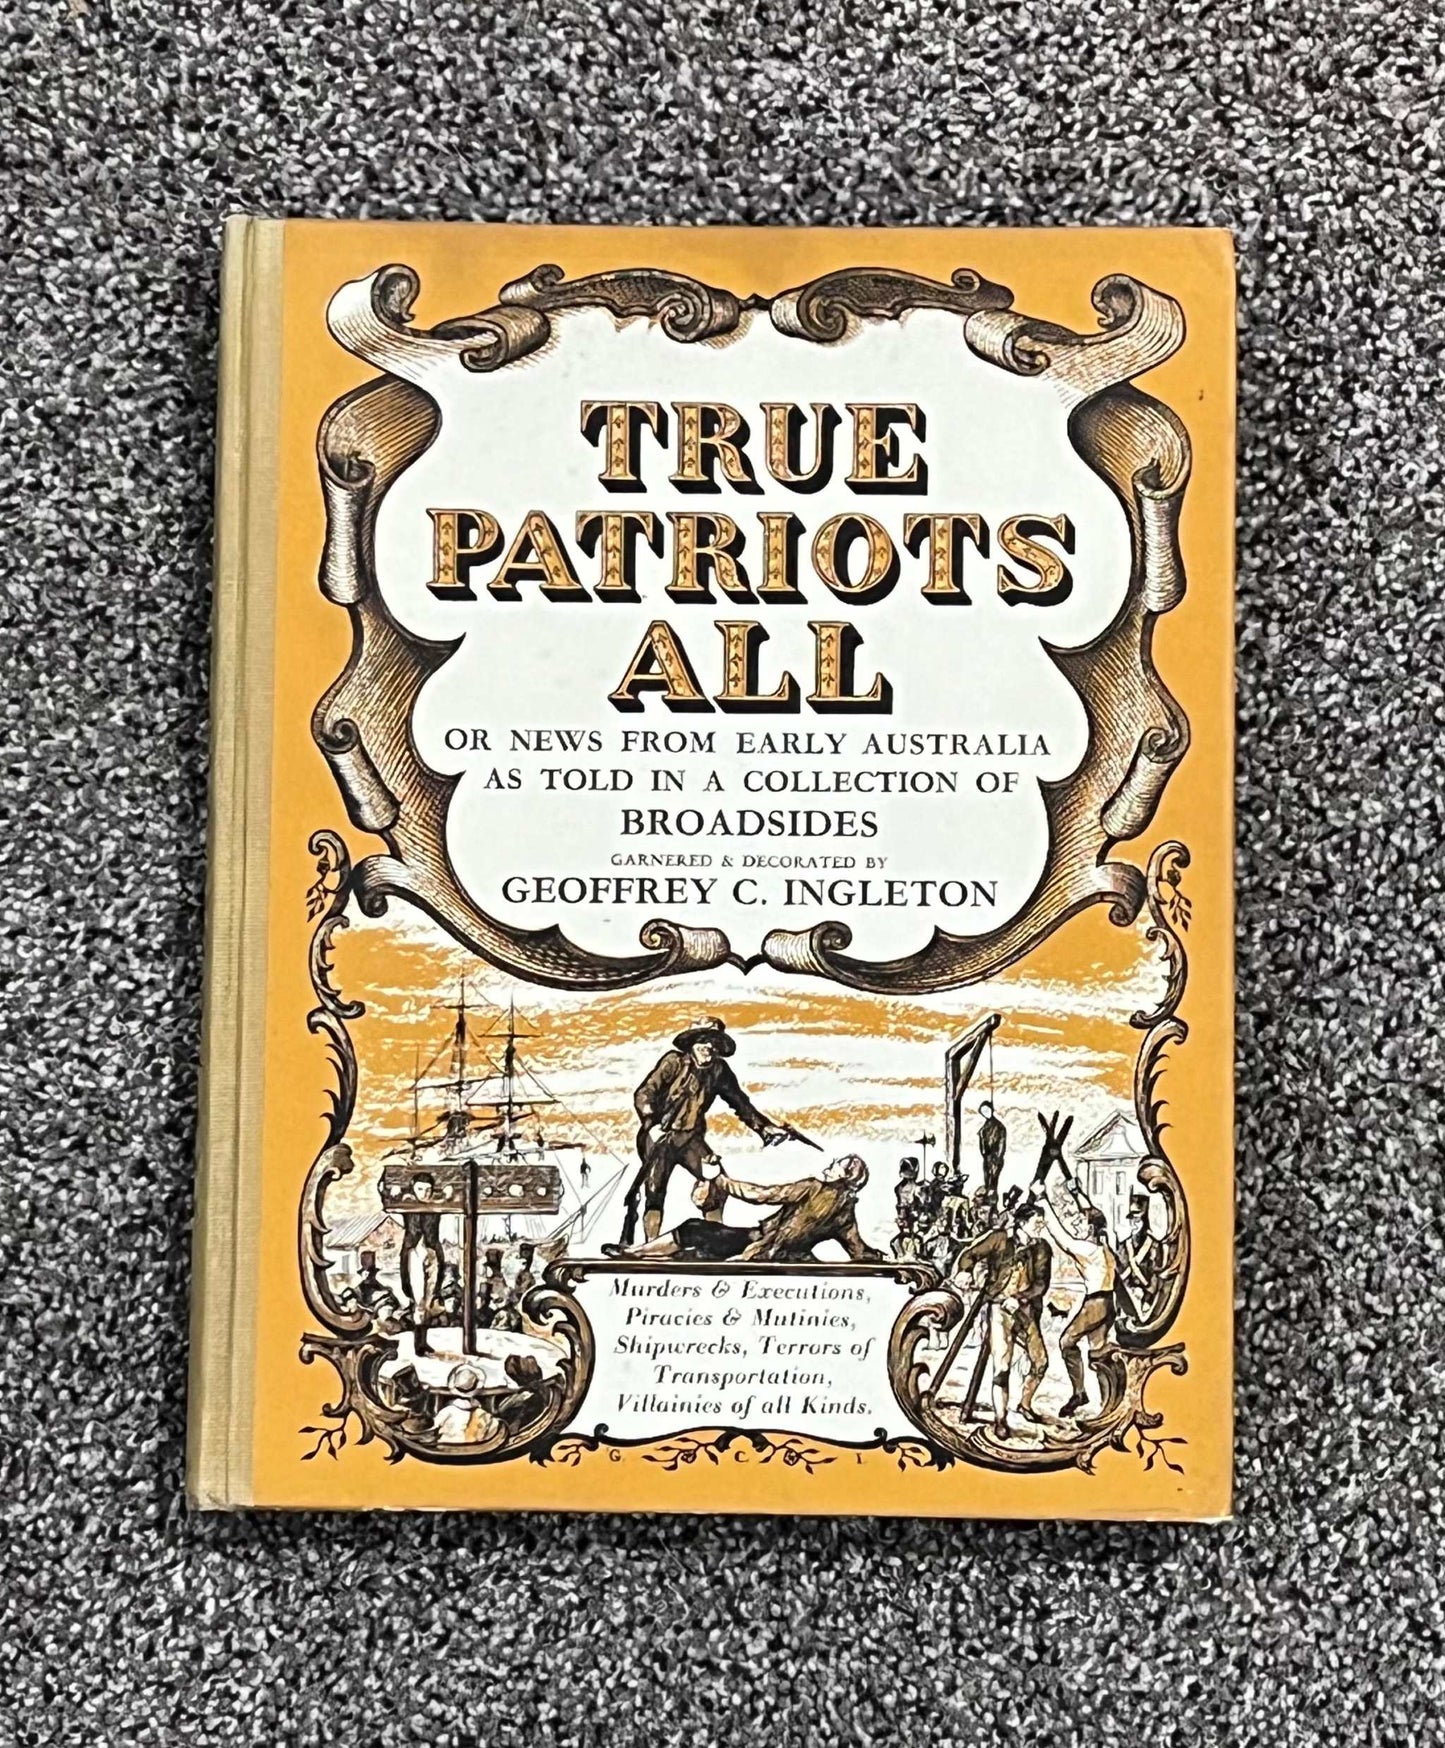 TRUE
PATRIOTS
ALL
OR NEWS FROM EARLY AUSTRALIA
AS TOLD IN A COLLECTION OF
BROADSIDES
GARNERED & DECORATED BY
GEOFFREY C. INGLETON
Murders & Executions,
Piracies & Mutinies,
Shipwrecks, Terrors of
Transportation,
Villainies of all Kinds.
G. C. I.